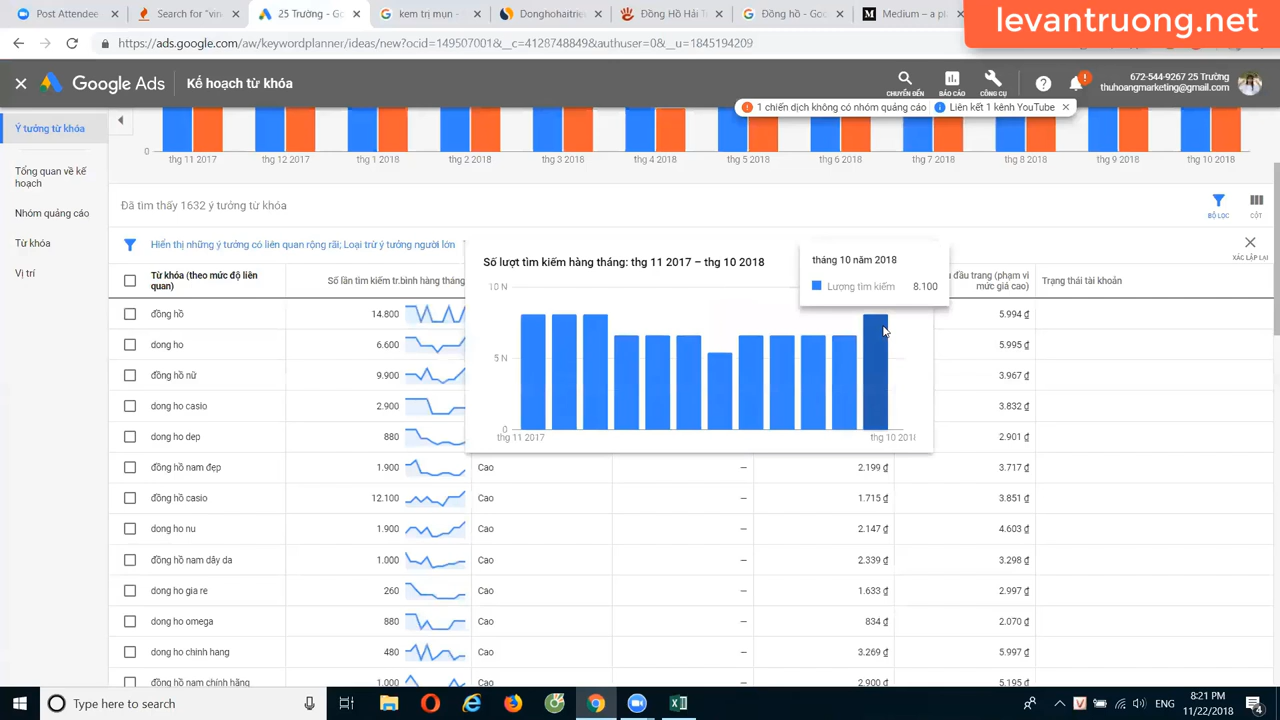 Post Attendee
Search for "vin
25 Trường - Go
kem trị mụn -
Donghohaitrie
Đồng Hồ Hải T
Đồng hồ - Goo
Medium – a pl
levantruong.net
https://ads.google.com/aw/keywordplanner/ideas/new?ocid=149507001&__c=4128748849&authuser=0&__u=1845194209
Google Ads
Kế hoạch từ khóa
CHUYỂN ĐẾN
BÁO CÁO
CÔNG CỤ
672-544-9267 25 Trường
thuhoangmarketing@gmail.com
1 chiến dịch không có nhóm quảng cáo
Liên kết 1 kênh YouTube
Ý tưởng từ khóa
Tổng quan về kế
hoạch
Nhóm quảng cáo
Từ khóa
Vị trí
0
thg 11 2017 thg 12 2017 thg 1 2018 thg 2 2018 thg 3 2018 thg 4 2018 thg 5 2018 thg 6 2018 thg 7 2018 thg 8 2018 thg 9 2018 thg 10 2018
Đã tìm thấy 1632 ý tưởng từ khóa
BỘ LỌC
CỘT
Hiển thị những ý tưởng có liên quan rộng rãi; Loại trừ ý tưởng người lớn
XÁC LẬP LẠI
Từ khóa (theo mức độ liên
quan)
Số lần tìm kiếm tr.bình hàng tháng
đầu trang (phạm vi
mức giá cao)
Trạng thái tài khoản
Số lượt tìm kiếm hàng tháng: thg 11 2017 – thg 10 2018
tháng 10 năm 2018
Lượng tìm kiếm 8.100
10 N
5 N
0
thg 11 2017
thg 10 2018
đồng hồ 14.800 5.994 ₫
dong ho 6.600 5.995 ₫
đồng hồ nữ 9.900 3.967 ₫
dong ho casio 2.900 3.832 ₫
dong ho dep 880 2.901 ₫
đồng hồ nam đẹp 1.900 Cao – 2.199 ₫ 3.717 ₫
đồng hồ casio 12.100 Cao – 1.715 ₫ 3.851 ₫
dong ho nu 1.900 Cao – 2.147 ₫ 4.603 ₫
đồng hồ nam dây da 1.000 Cao – 2.339 ₫ 3.298 ₫
dong ho gia re 260 Cao – 1.633 ₫ 2.997 ₫
dong ho omega 880 Cao – 834 ₫ 2.070 ₫
dong ho chinh hang 480 Cao – 3.269 ₫ 5.997 ₫
đồng hồ nam chính hãng 1.000 Cao – 2.900 ₫ 5.195 ₫
Type here to search
ENG
8:21 PM
11/22/2018
4